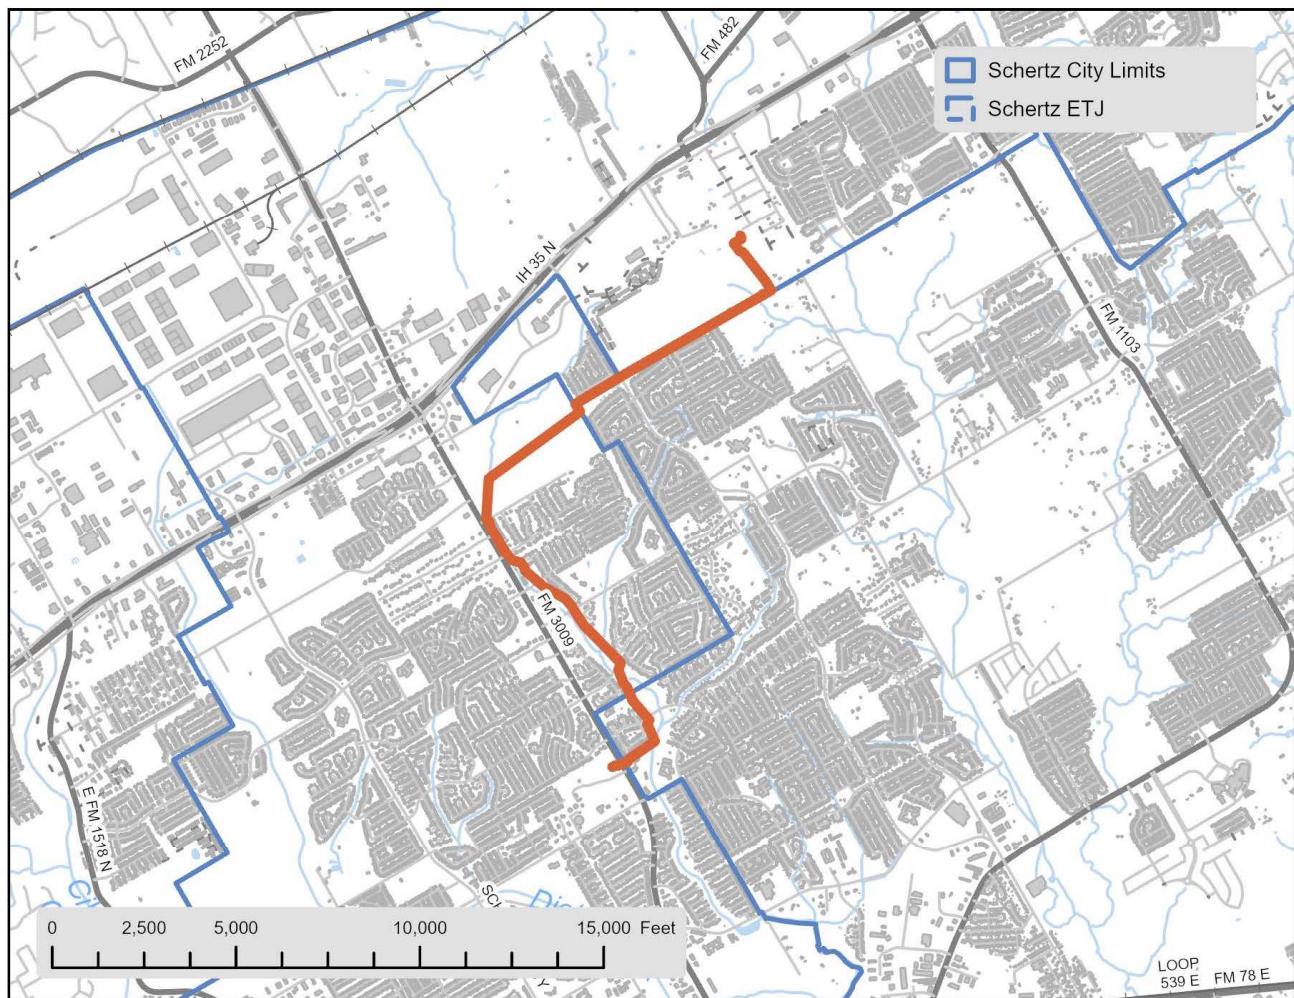 FM 2252
FM 482
Schertz City Limits
Schertz ETJ
IH 35 N
FM 1103
FM 3009
E FM 1518 N
0 2,500 5,000 10,000 15,000 Feet
LOOP
539 E FM 78 E